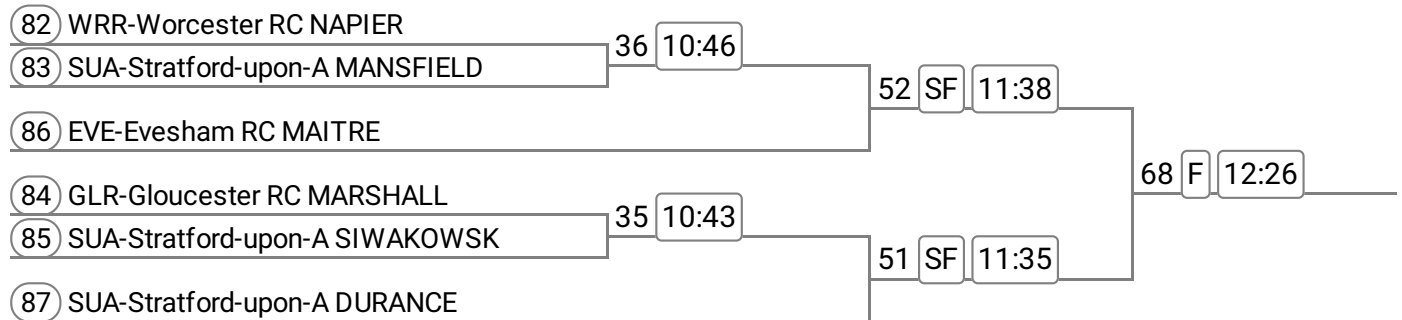 82 WRR-Worcester RC NAPIER
36 10:46
83 SUA-Stratford-upon-A MANSFIELD
52 SF 11:38
86 EVE-Evesham RC MAITRE
68 F 12:26
84 GLR-Gloucester RC MARSHALL
35 10:43
85 SUA-Stratford-upon-A SIWAKOWSK
51 SF 11:35
87 SUA-Stratford-upon-A DURANCE